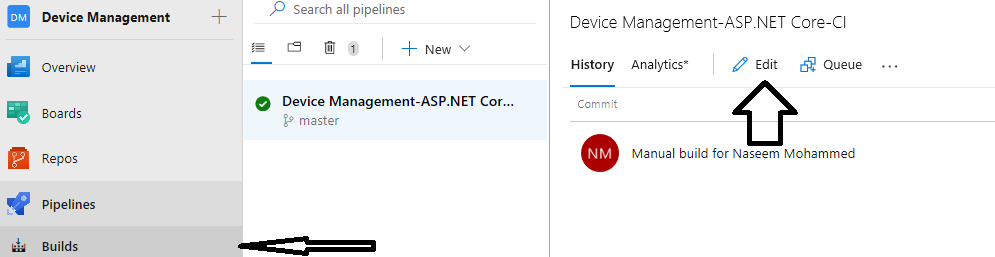 DM Device Management
Overview
Boards
Repos
Pipelines
Builds
Search all pipelines
1
New
Device Management-ASP.NET Cor...
master
Device Management-ASP.NET Core-CI
History Analytics* Edit Queue ...
Commit
NM Manual build for Naseem Mohammed